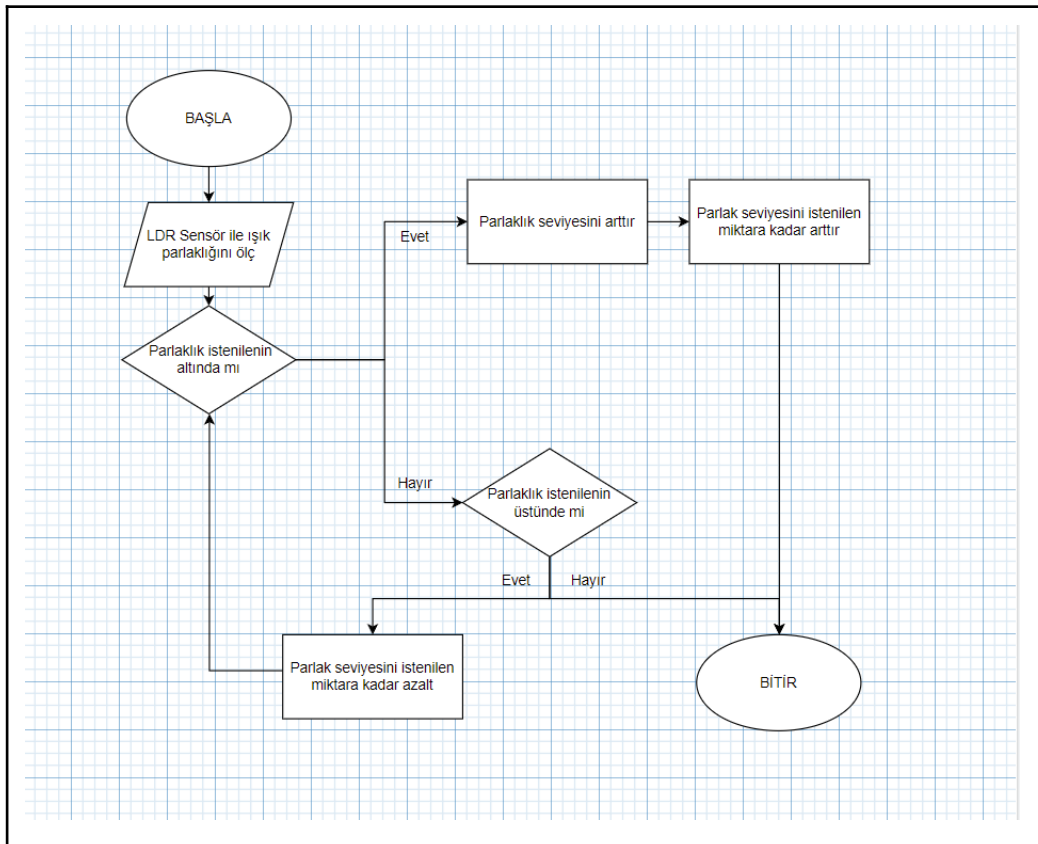 BAŞLA
LDR Sensör ile ışık
parlaklığını ölç
Parlaklık istenilenin
altında mı
Evet
Parlaklık seviyesini arttır
Parlak seviyesini istenilen
miktara kadar arttır
Hayır
Parlaklık istenilenin
üstünde mi
Evet
Hayır
Parlak seviyesini istenilen
miktara kadar azalt
BİTİR